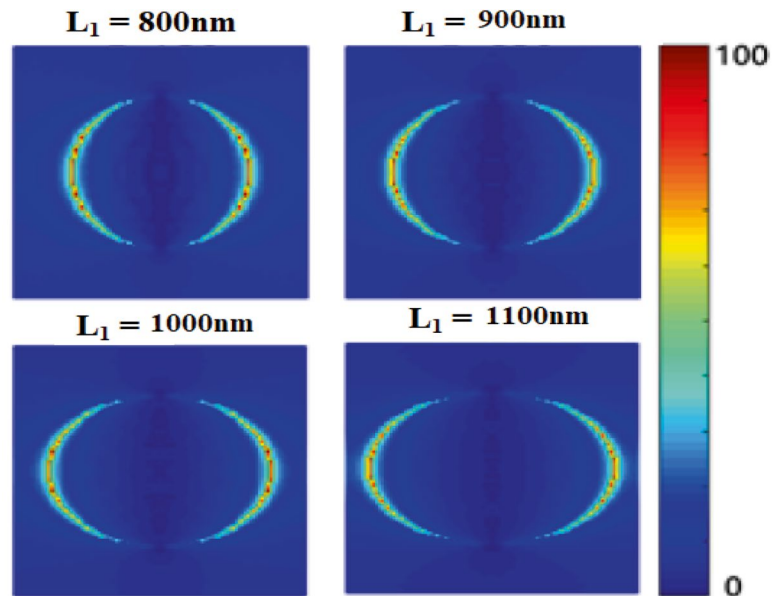 L₁ = 800nm
L₁ = 900nm
100
L₁ = 1000nm
L₁ = 1100nm
0